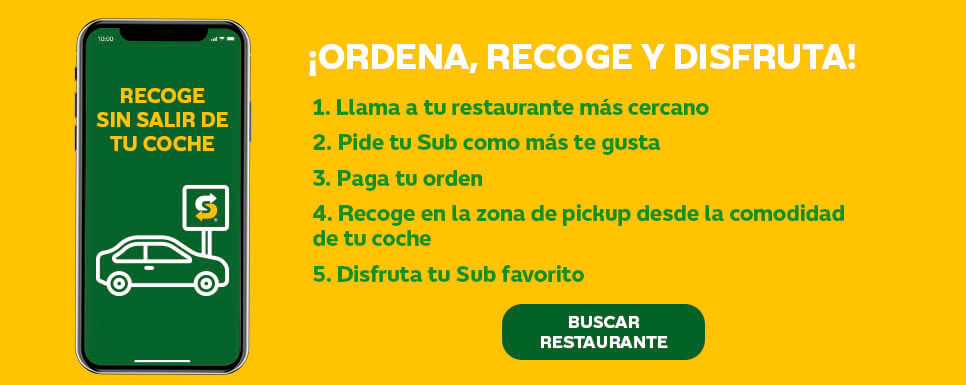 10:00
RECOGE
SIN SALIR DE
TU COCHE
S
¡ORDENA, RECOGE Y DISFRUTA!
1. Llama a tu restaurante más cercano
2. Pide tu Sub como más te gusta
3. Paga tu orden
4. Recoge en la zona de pickup desde la comodidad
de tu coche
5. Disfruta tu Sub favorito
BUSCAR
RESTAURANTE